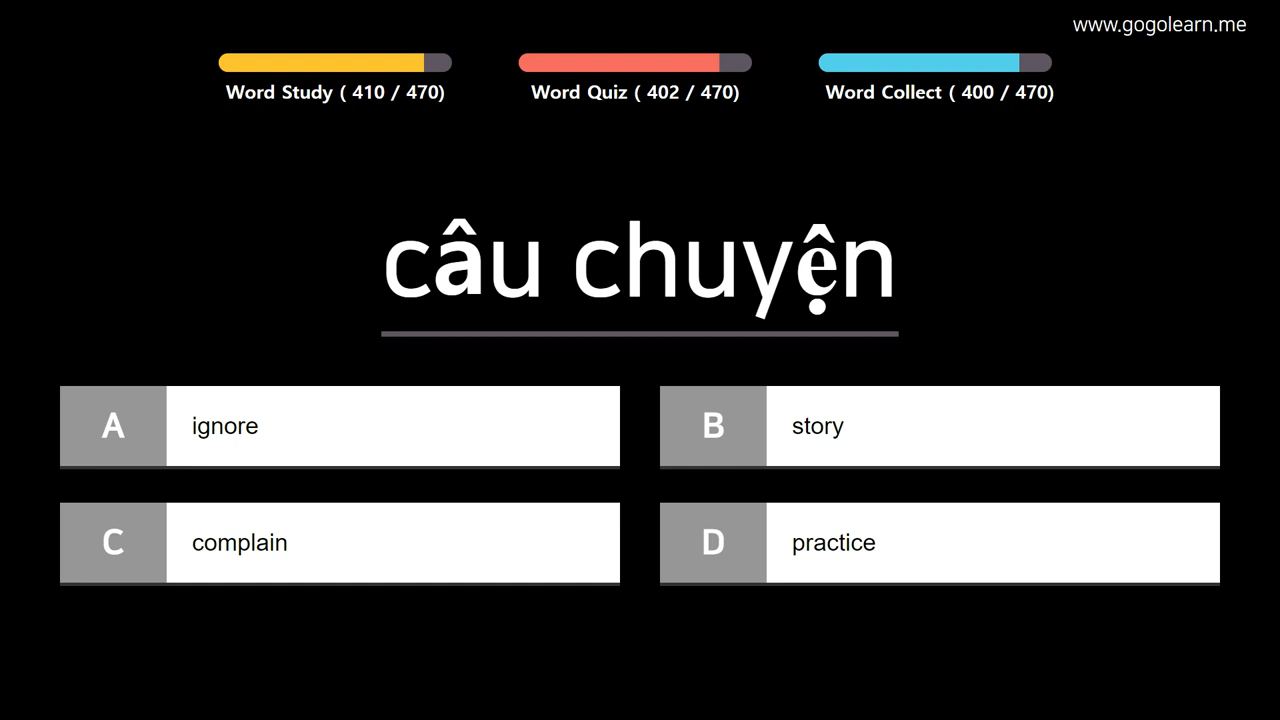 www.gogolearn.me
Word Study ( 410 / 470)
Word Quiz ( 402 / 470)
Word Collect ( 400 / 470)
câu chuyện
A ignore
B story
C complain
D practice